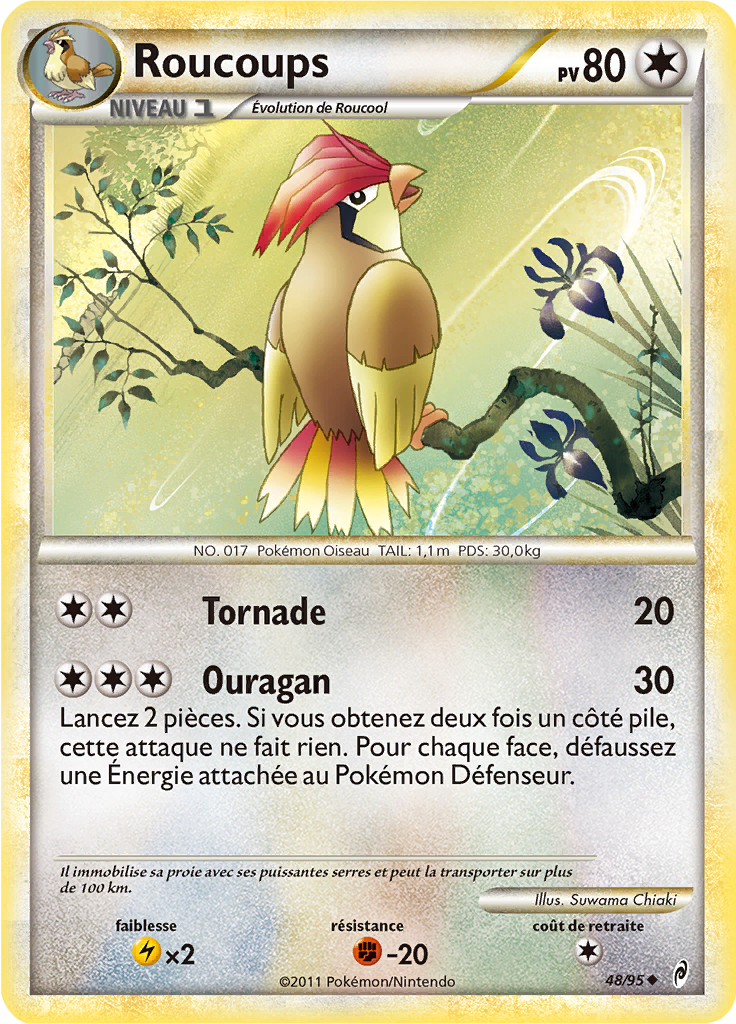 Roucoups
PV 80
NIVEAU 1
Évolution de Roucool
NO. 017 Pokémon Oiseau TAIL: 1,1m PDS: 30,0kg
Tornade 20
Ouragan 30
Lancez 2 pièces. Si vous obtenez deux fois un côté pile,
cette attaque ne fait rien. Pour chaque face, défaussez
une Énergie attachée au Pokémon Défenseur.
Il immobilise sa proie avec ses puissantes serres et peut la transporter sur plus
de 100 km.
Illus. Suwama Chiaki
faiblesse résistance coût de retraite
×2 -20
©2011 Pokémon/Nintendo
48/95